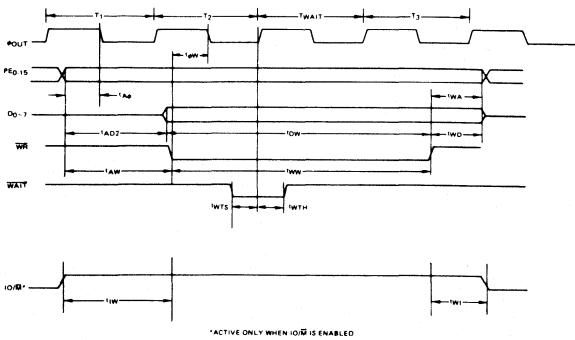 T1 T2 TWAIT T3
φOUT
tφW
PE0-15
tAφ tWA
D0~7
tAD2 tDW tWD
WR
tAW tWW
WAIT
tWTS tWTH
IO/M*
tIW tWI
*ACTIVE ONLY WHEN IO/M IS ENABLED